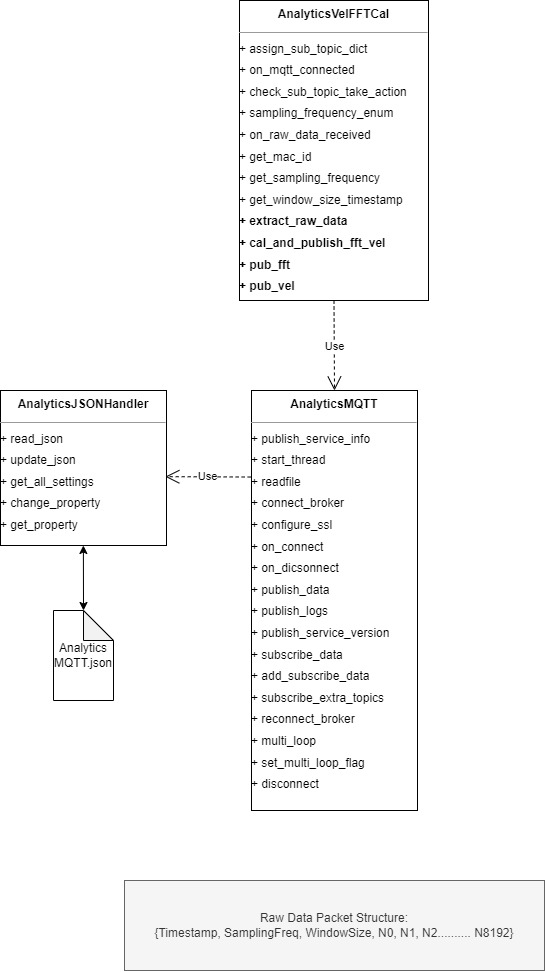 AnalyticsVelFFTCal
+ assign_sub_topic_dict
+ on_mqtt_connected
+ check_sub_topic_take_action
+ sampling_frequency_enum
+ on_raw_data_received
+ get_mac_id
+ get_sampling_frequency
+ get_window_size_timestamp
+ extract_raw_data
+ cal_and_publish_fft_vel
+ pub_fft
+ pub_vel
Use
AnalyticsJSONHandler
+ read_json
+ update_json
+ get_all_settings
+ change_property
+ get_property
Use
AnalyticsMQTT
+ publish_service_info
+ start_thread
+ readfile
+ connect_broker
+ configure_ssl
+ on_connect
+ on_dicsonnect
+ publish_data
+ publish_logs
+ publish_service_version
+ subscribe_data
+ add_subscribe_data
+ subscribe_extra_topics
+ reconnect_broker
+ multi_loop
+ set_multi_loop_flag
+ disconnect
Analytics
MQTT.json
Raw Data Packet Structure:
{Timestamp, SamplingFreq, WindowSize, N0, N1, N2.......... N8192}